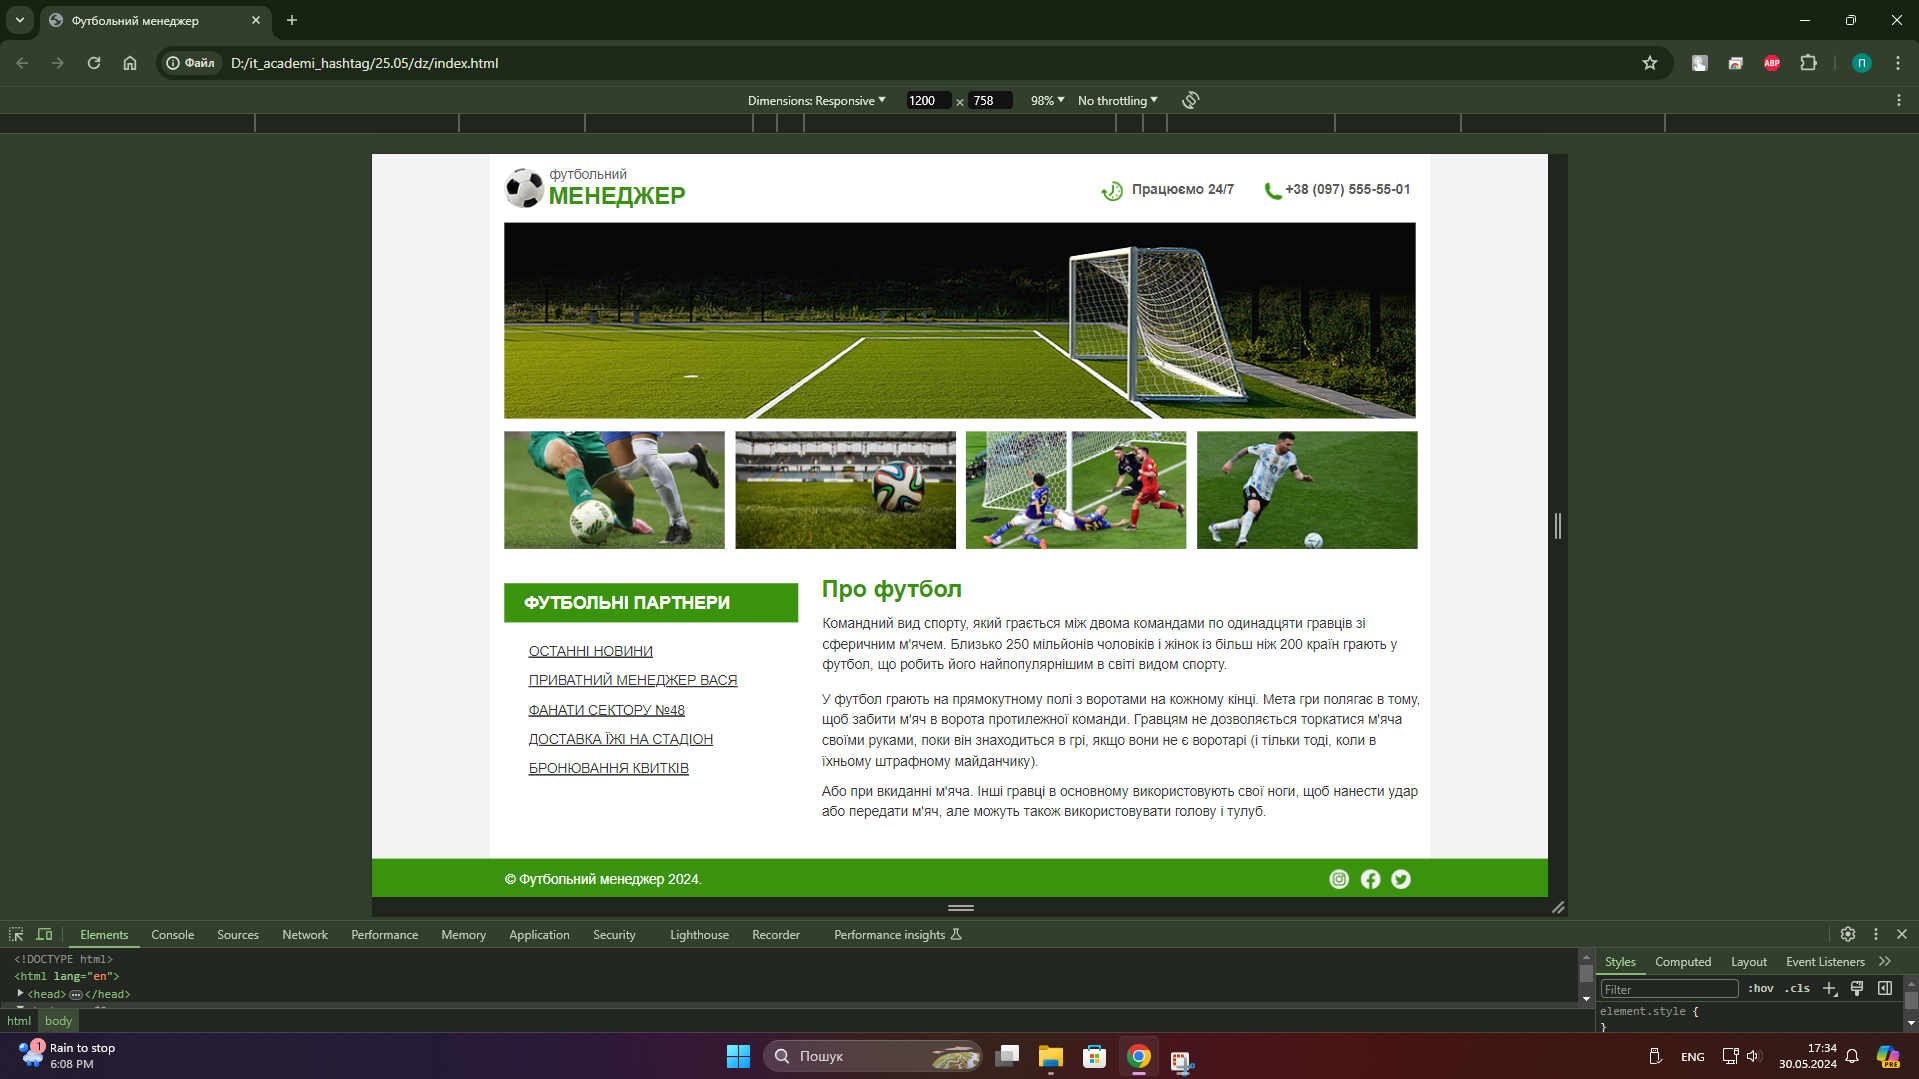 Футбольний менеджер
Файл
D:/it_academi_hashtag/25.05/dz/index.html
ABP
П
Dimensions: Responsive
1200 × 758
98%
No throttling
футбольний
МЕНЕДЖЕР
Працюємо 24/7
+38 (097) 555-55-01
ФУТБОЛЬНІ ПАРТНЕРИ
ОСТАННІ НОВИНИ
ПРИВАТНИЙ МЕНЕДЖЕР ВАСЯ
ФАНАТИ СЕКТОРУ №48
ДОСТАВКА ЇЖІ НА СТАДІОН
БРОНЮВАННЯ КВИТКІВ
Про футбол
Командний вид спорту, який грається між двома командами по одинадцяти гравців зі
сферичним м'ячем. Близько 250 мільйонів чоловіків і жінок із більш ніж 200 країн грають у
футбол, що робить його найпопулярнішим в світі видом спорту.
У футбол грають на прямокутному полі з воротами на кожному кінці. Мета гри полягає в тому,
щоб забити м'яч в ворота протилежної команди. Гравцям не дозволяється торкатися м'яча
своїми руками, поки він знаходиться в грі, якщо вони не є воротарі (і тільки тоді, коли в
їхньому штрафному майданчику).
Або при вкиданні м'яча. Інші гравці в основному використовують свої ноги, щоб нанести удар
або передати м'яч, але можуть також використовувати голову і тулуб.
© Футбольний менеджер 2024.
Elements
Console
Sources
Network
Performance
Memory
Application
Security
Lighthouse
Recorder
Performance insights
<!DOCTYPE html>
<html lang="en">
<head>…</head>
html
body
Styles
Computed
Layout
Event Listeners
Filter
:hov
.cls
element.style {
}
1
Rain to stop
6:08 PM
Пошук
ENG
17:34
30.05.2024
PRE